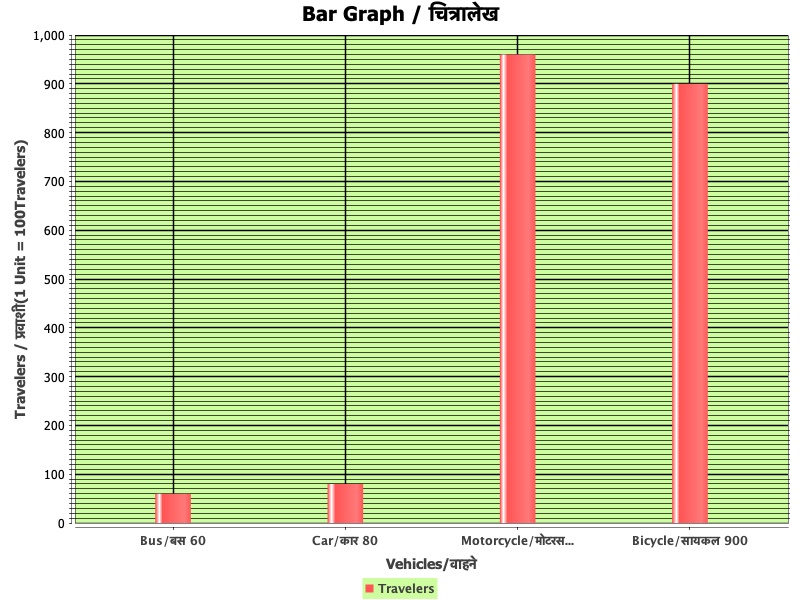 Bar Graph / चित्रालेख
Travelers / प्रवाशी(1 Unit = 100Travelers)
1,000
900
800
700
600
500
400
300
200
100
0
Bus/बस 60 Car/कार 80 Motorcycle/मोटरस... Bicycle/सायकल 900
Vehicles/वाहने
Travelers